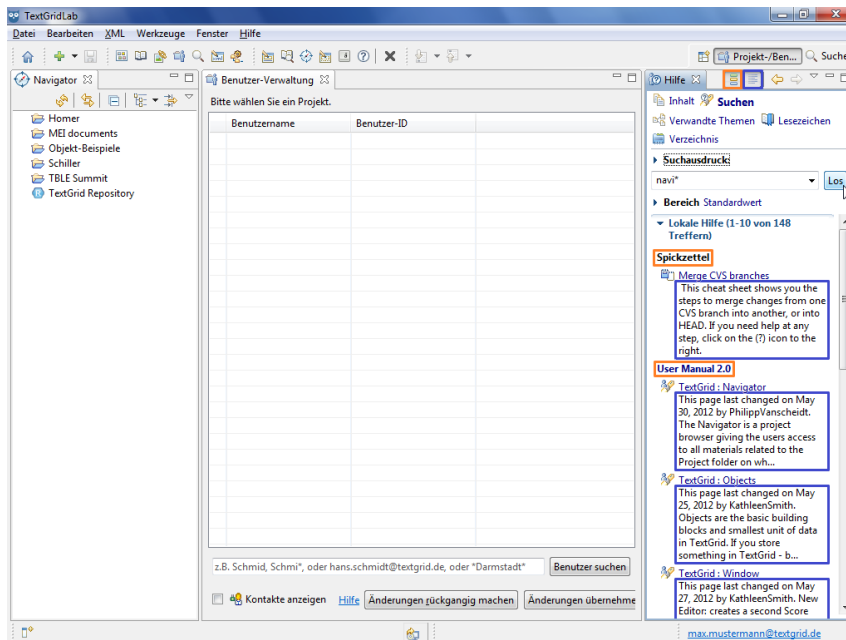 TextGridLab
Datei Bearbeiten XML Werkzeuge Fenster Hilfe
Projekt-/Ben... Suche
Navigator
Homer
MEI documents
Objekt-Beispiele
Schiller
TBLE Summit
TextGrid Repository
Benutzer-Verwaltung
Bitte wählen Sie ein Projekt.
Benutzername Benutzer-ID
z.B. Schmid, Schmi*, oder hans.schmidt@textgrid.de, oder *Darmstadt*
Benutzer suchen
Kontakte anzeigen Hilfe Änderungen rückgangig machen Änderungen übernehme
Hilfe
Inhalt Suchen
Verwandte Themen Lesezeichen
Verzeichnis
Suchausdruck:
navi* Los
Bereich Standardwert
Lokale Hilfe (1-10 von 148
Treffern)
Spickzettel
Merge CVS branches
This cheat sheet shows you the
steps to merge changes from one
CVS branch into another, or into
HEAD. If you need help at any
step, click on the (?) icon to the
right.
User Manual 2.0
TextGrid : Navigator
This page last changed on May
30, 2012 by PhilippVanscheidt.
The Navigator is a project
browser giving the users access
to all materials related to the
Project folder on wh...
TextGrid : Objects
This page last changed on May
25, 2012 by KathleenSmith.
Objects are the basic building
blocks and smallest unit of data
in TextGrid. If you store
something in TextGrid - b...
TextGrid : Window
This page last changed on May
27, 2012 by KathleenSmith. New
Editor: creates a second Score
max.mustermann@textgrid.de